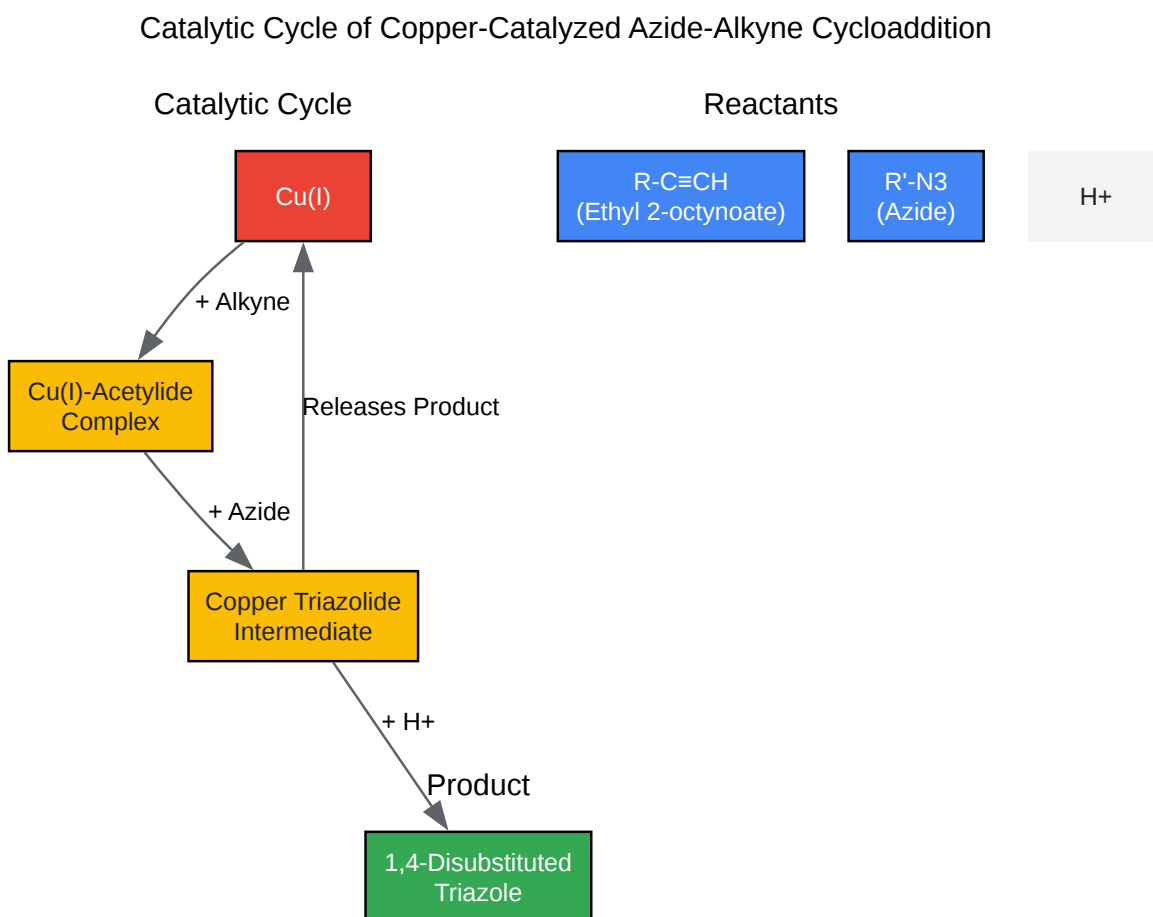 Catalytic Cycle of Copper-Catalyzed Azide-Alkyne Cycloaddition
Catalytic Cycle
Reactants
Cu(I)
R-C≡CH
(Ethyl 2-octynoate)
R'-N3
(Azide)
H+
+ Alkyne
Cu(I)-Acetylide
Complex
Releases Product
+ Azide
Copper Triazolide
Intermediate
+ H+
Product
1,4-Disubstituted
Triazole